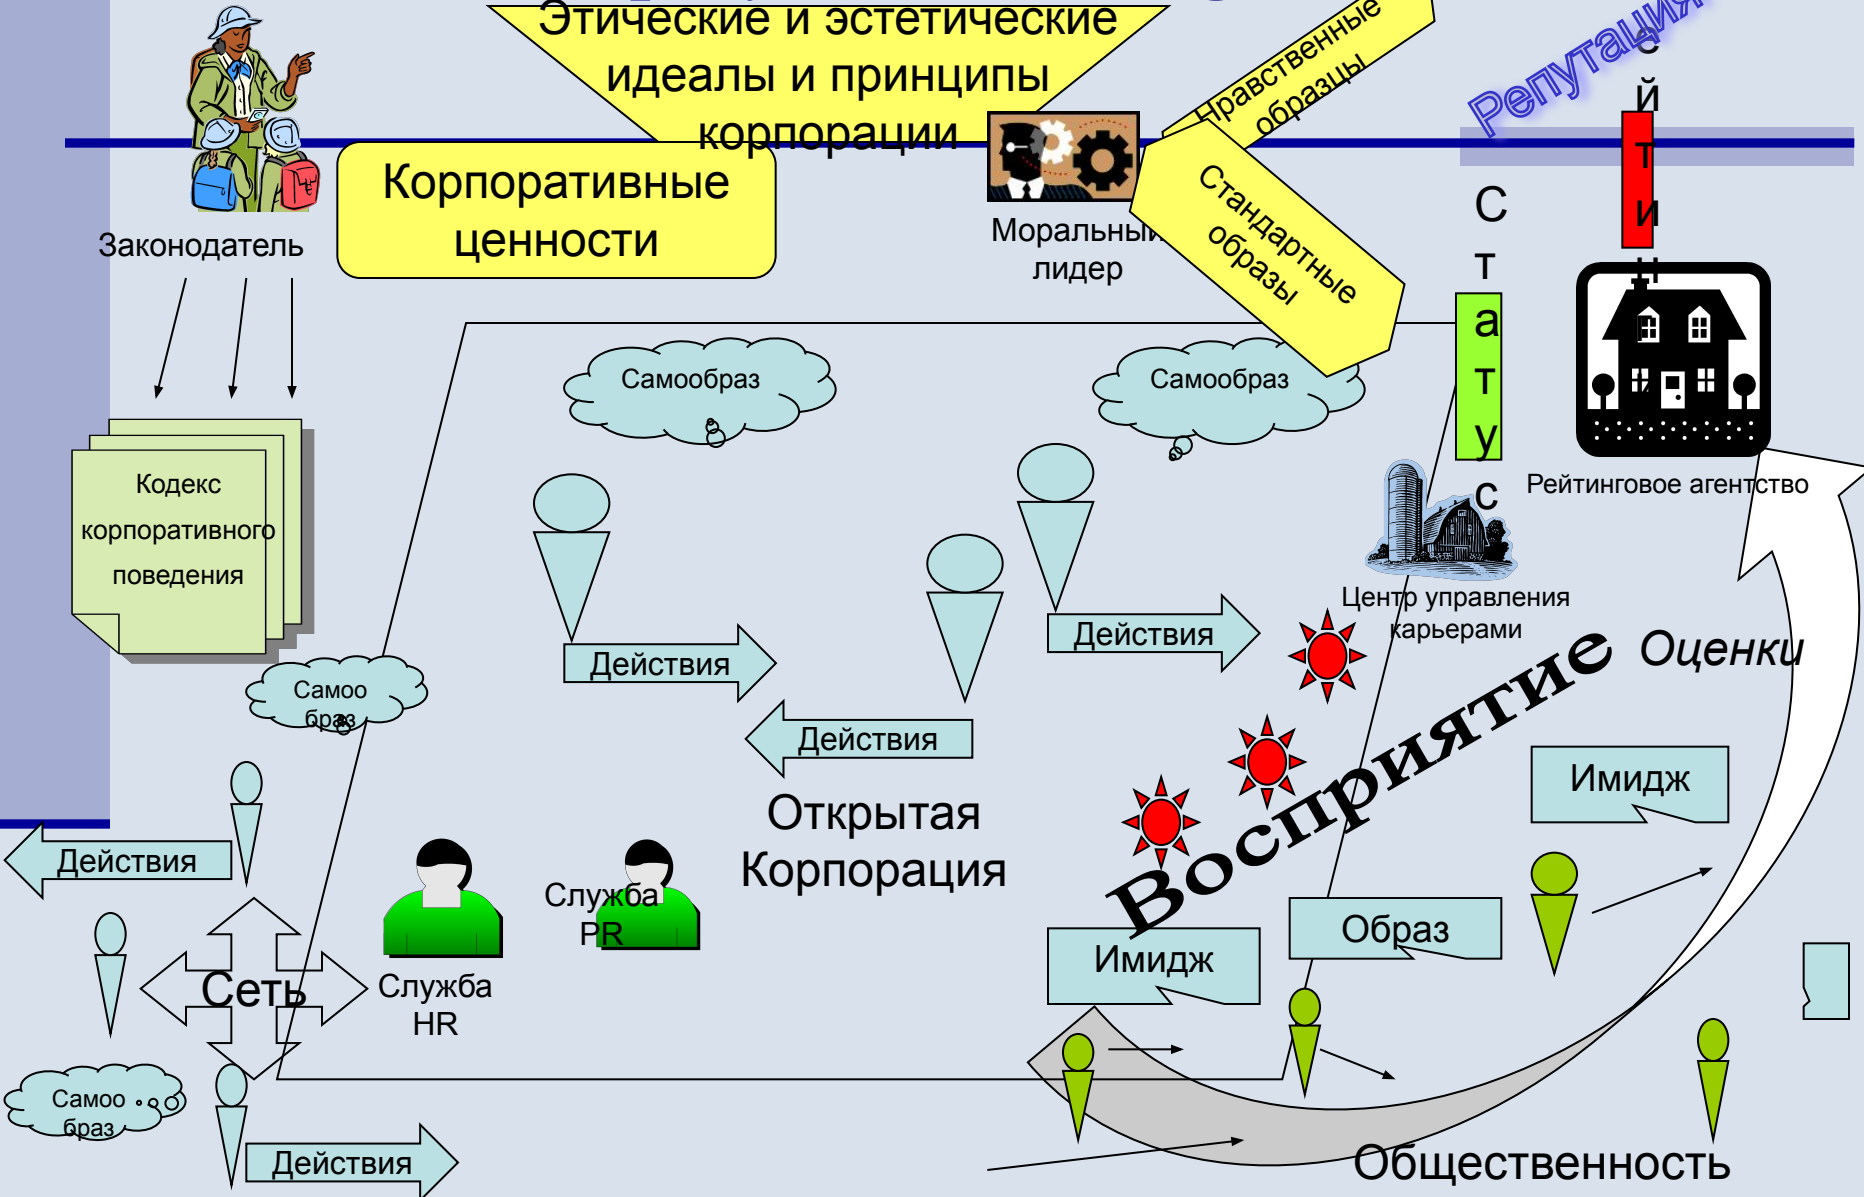 Этические и эстетические
идеалы и принципы
корпорации
Нравственные
образцы
Репутация
Корпоративные
ценности
Законодатель
Моральный
лидер
Стандартные
образы
С
т
а
т
у
с
е
й
т
и
н
Самообраз
Самообраз
Рейтинговое агентство
Кодекс
корпоративного
поведения
Центр управления
карьерами
Действия
Действия
Действия
Восприятие
Оценки
Самоо
браз
Имидж
Открытая
Корпорация
Действия
Служба
PR
Образ
Имидж
Сеть
Служба
HR
Самоо
браз
Действия
Общественность